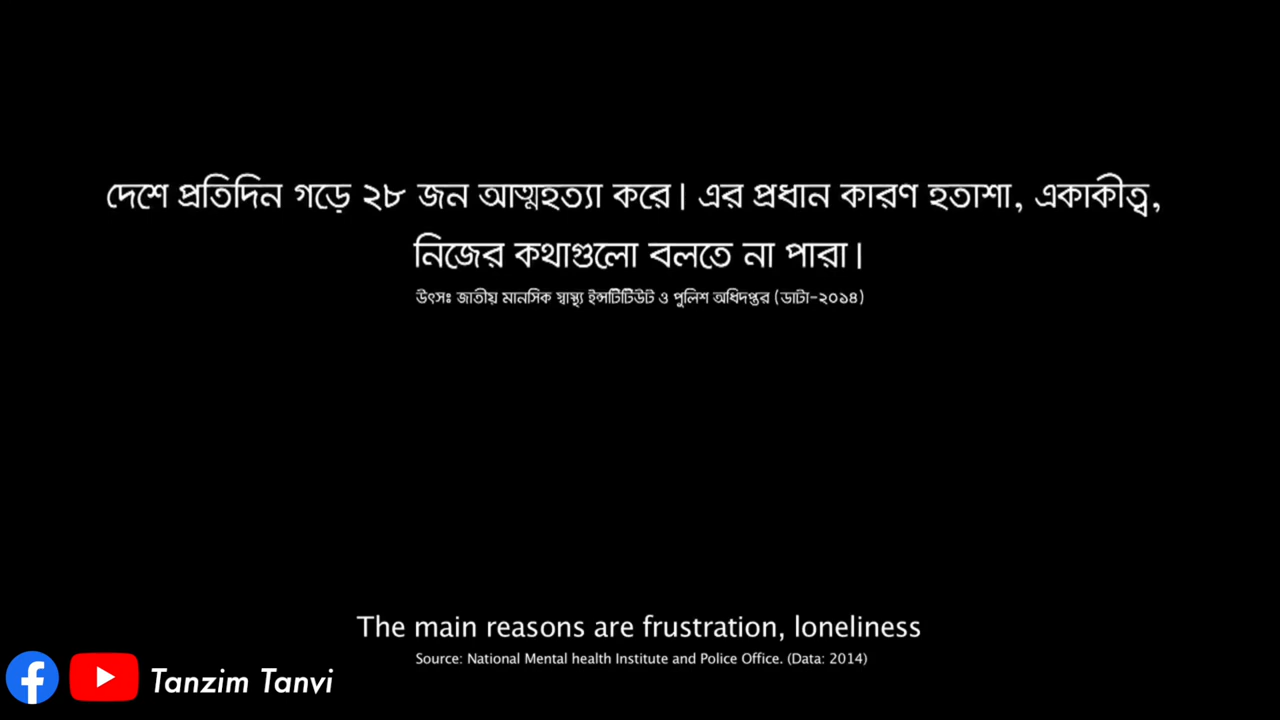 দেশে প্রতিদিন গড়ে ২৮ জন আত্মহত্যা করে। এর প্রধান কারণ হতাশা, একাকীত্ব,
নিজের কথাগুলো বলতে না পারা।
উৎসঃ জাতীয় মানসিক স্বাস্থ্য ইন্সটিটিউট ও পুলিশ অধিদপ্তর (ডাটা-২০১৪)
The main reasons are frustration, loneliness
Source: National Mental health Institute and Police Office. (Data: 2014)
Tanzim Tanvi